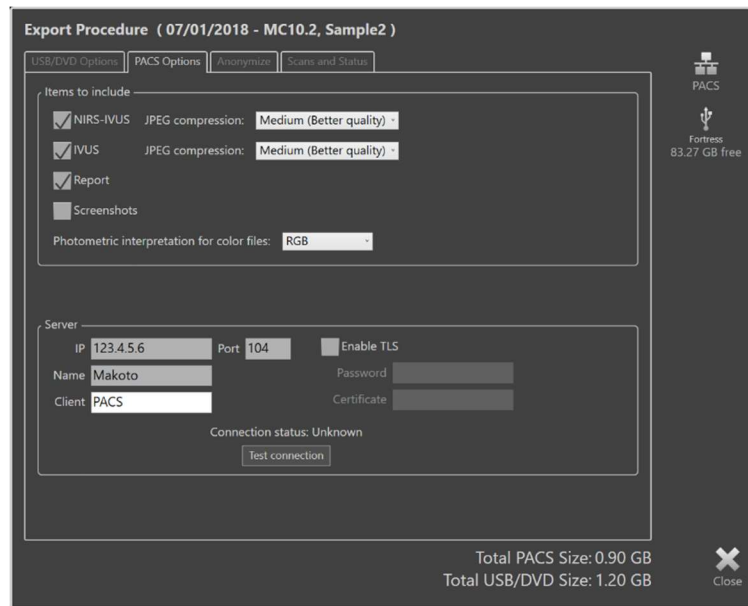 Export Procedure ( 07/01/2018 - MC10.2, Sample2 )
USB/DVD Options PACS Options Anonymize Scans and Status
PACS
Fortress
83.27 GB free
Items to include
NIRS-IVUS JPEG compression: Medium (Better quality)
IVUS JPEG compression: Medium (Better quality)
Report
Screenshots
Photometric interpretation for color files: RGB
Server
IP 123.4.5.6 Port 104 Enable TLS
Name Makoto Password
Client PACS Certificate
Connection status: Unknown
Test connection
Total PACS Size: 0.90 GB
Total USB/DVD Size: 1.20 GB
Close